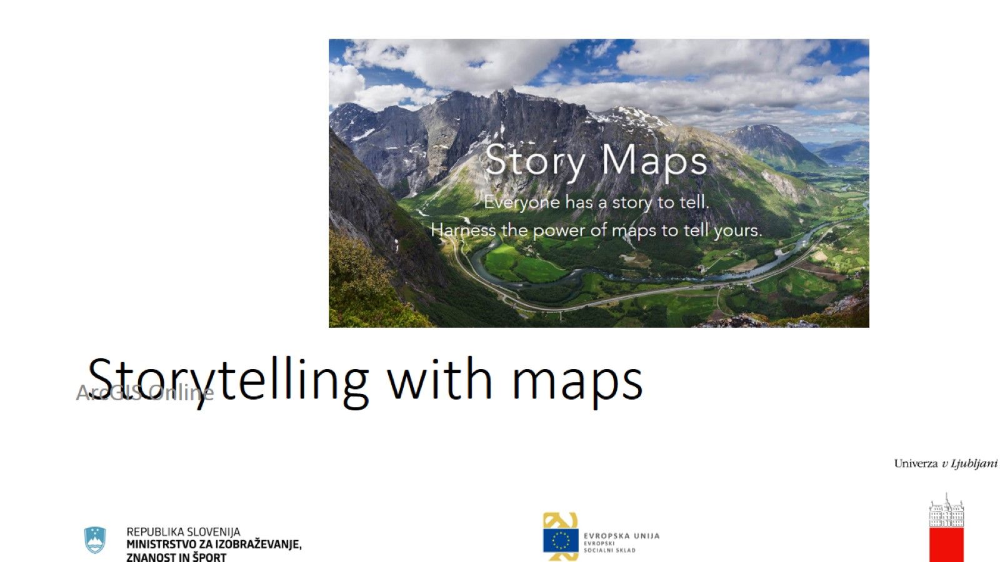 Story Maps
Everyone has a story to tell.
Harness the power of maps to tell yours.
Storytelling with maps
ArcGIS Online
Univerza v Ljubljani
REPUBLIKA SLOVENIJA
MINISTRSTVO ZA IZOBRAŽEVANJE,
ZNANOST IN ŠPORT
EVROPSKA UNIJA
EVROPSKI
SOCIALNI SKLAD